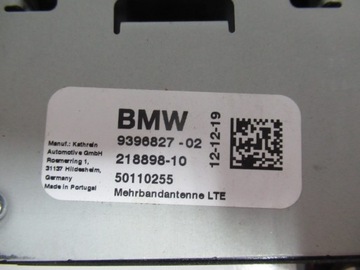 BMW
9396827 -02
218898-10
50110255
Mehrbandantenne LTE
Manuf.: Kathrein
Automotive GmbH
Roemerring 1,
31137 Hildesheim,
Germany
Made in Portugal
12-12-19